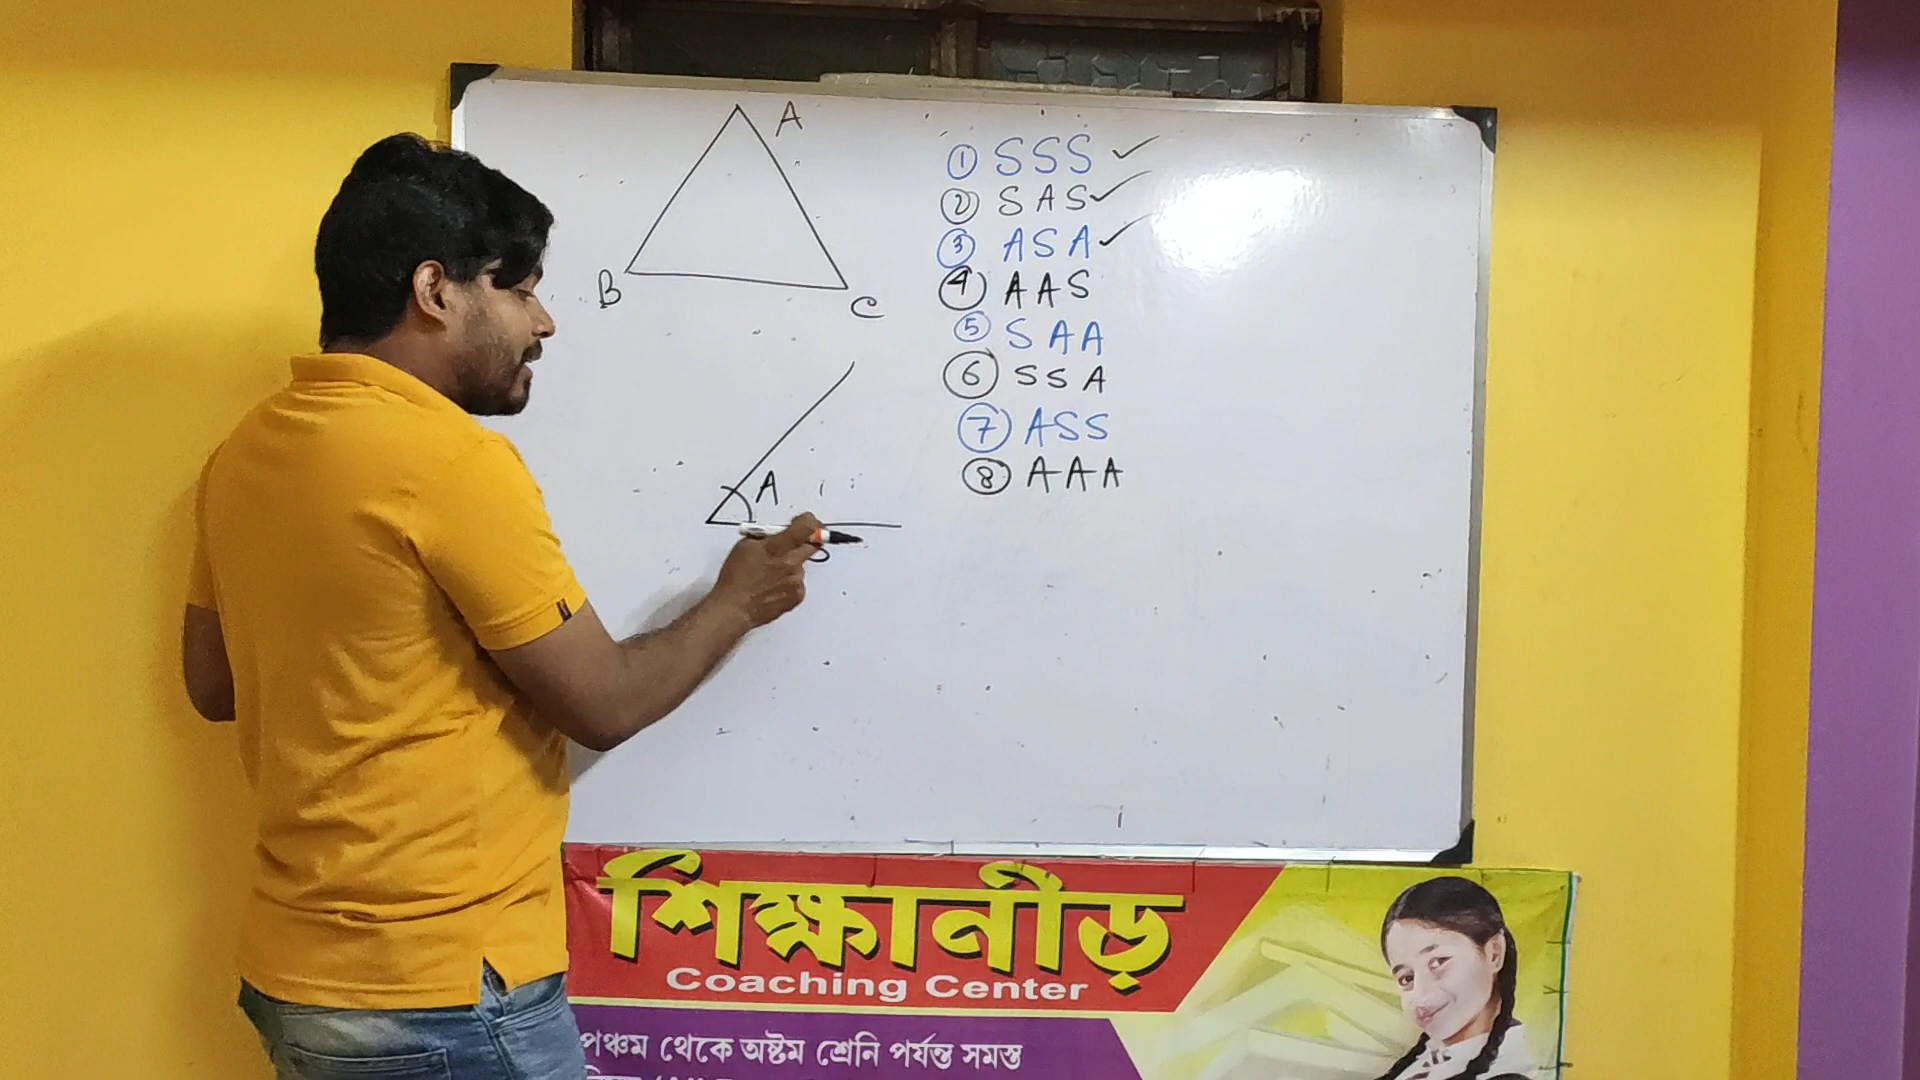 A
B
C
① SSS ✓
② SAS ✓
③ ASA ✓
④ AAS
⑤ SAA
⑥ SSA
⑦ ASS
⑧ AAA
A
শিক্ষানীড়
Coaching Center
পঞ্চম থেকে অষ্টম শ্রেনি পর্যন্ত সমস্ত